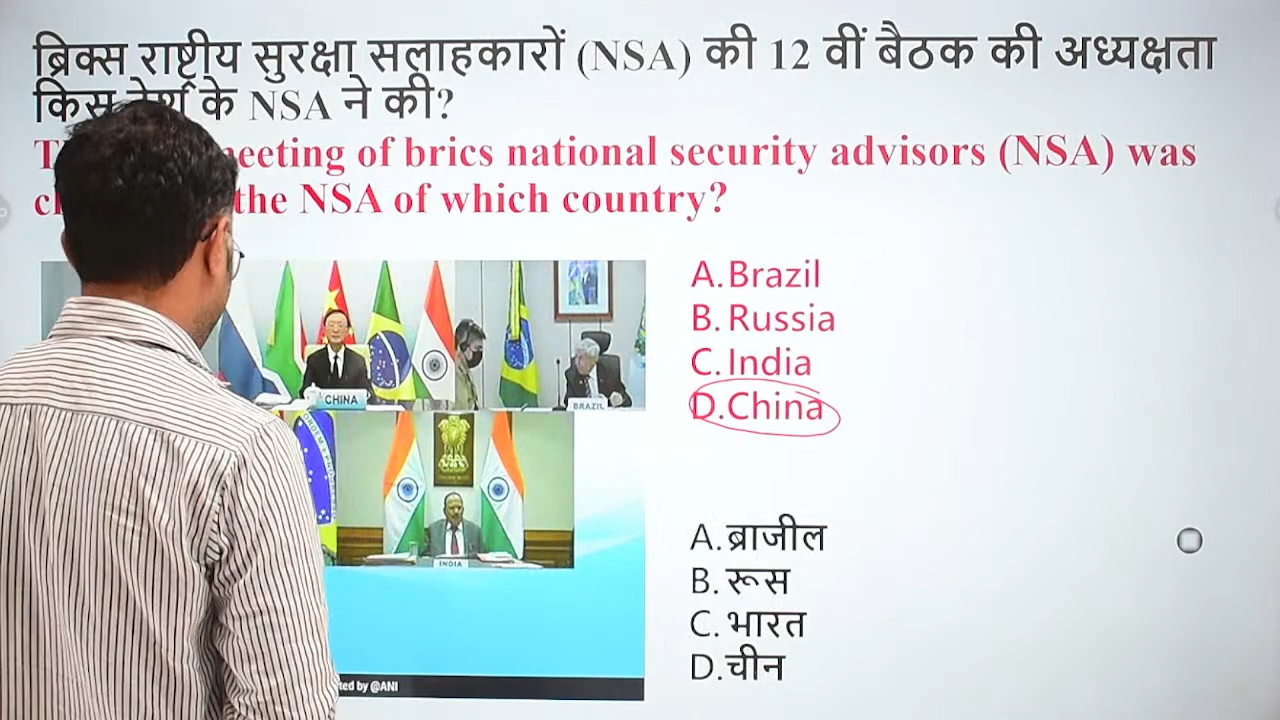 ब्रिक्स राष्ट्रीय सुरक्षा सलाहकारों (NSA) की 12 वीं बैठक की अध्यक्षता
किस के NSA ने की?
meeting of brics national security advisors (NSA) was
the NSA of which country?
A. Brazil
B. Russia
C. India
D. China
CHINA
BRAZIL
INDIA
by @ANI
A. ब्राजील
B. रूस
C. भारत
D. चीन